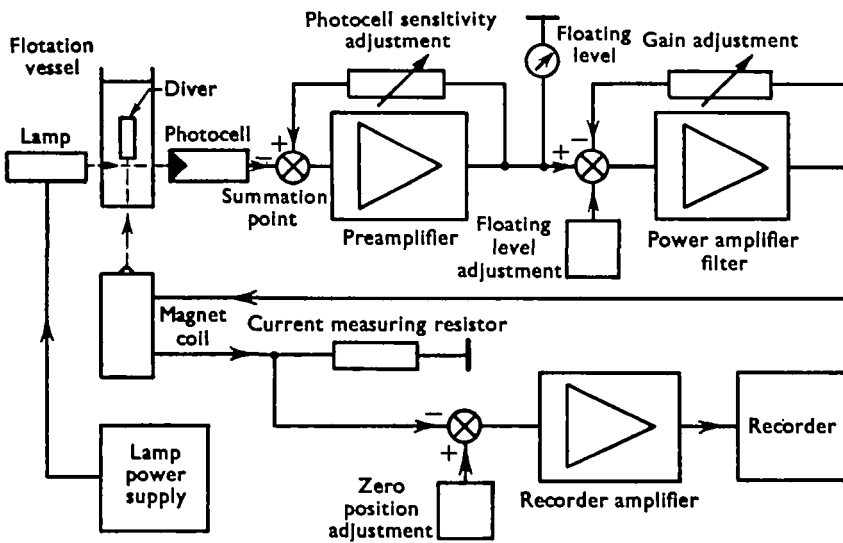 Flotation
vessel
Diver
Lamp
Photocell
Photocell sensitivity
adjustment
+
−
Summation
point
Preamplifier
Floating
level
Gain adjustment
−
+
Floating
level
adjustment
Power amplifier
filter
Magnet
coil
Current measuring resistor
−
+
Lamp
power
supply
Zero
position
adjustment
Recorder amplifier
Recorder